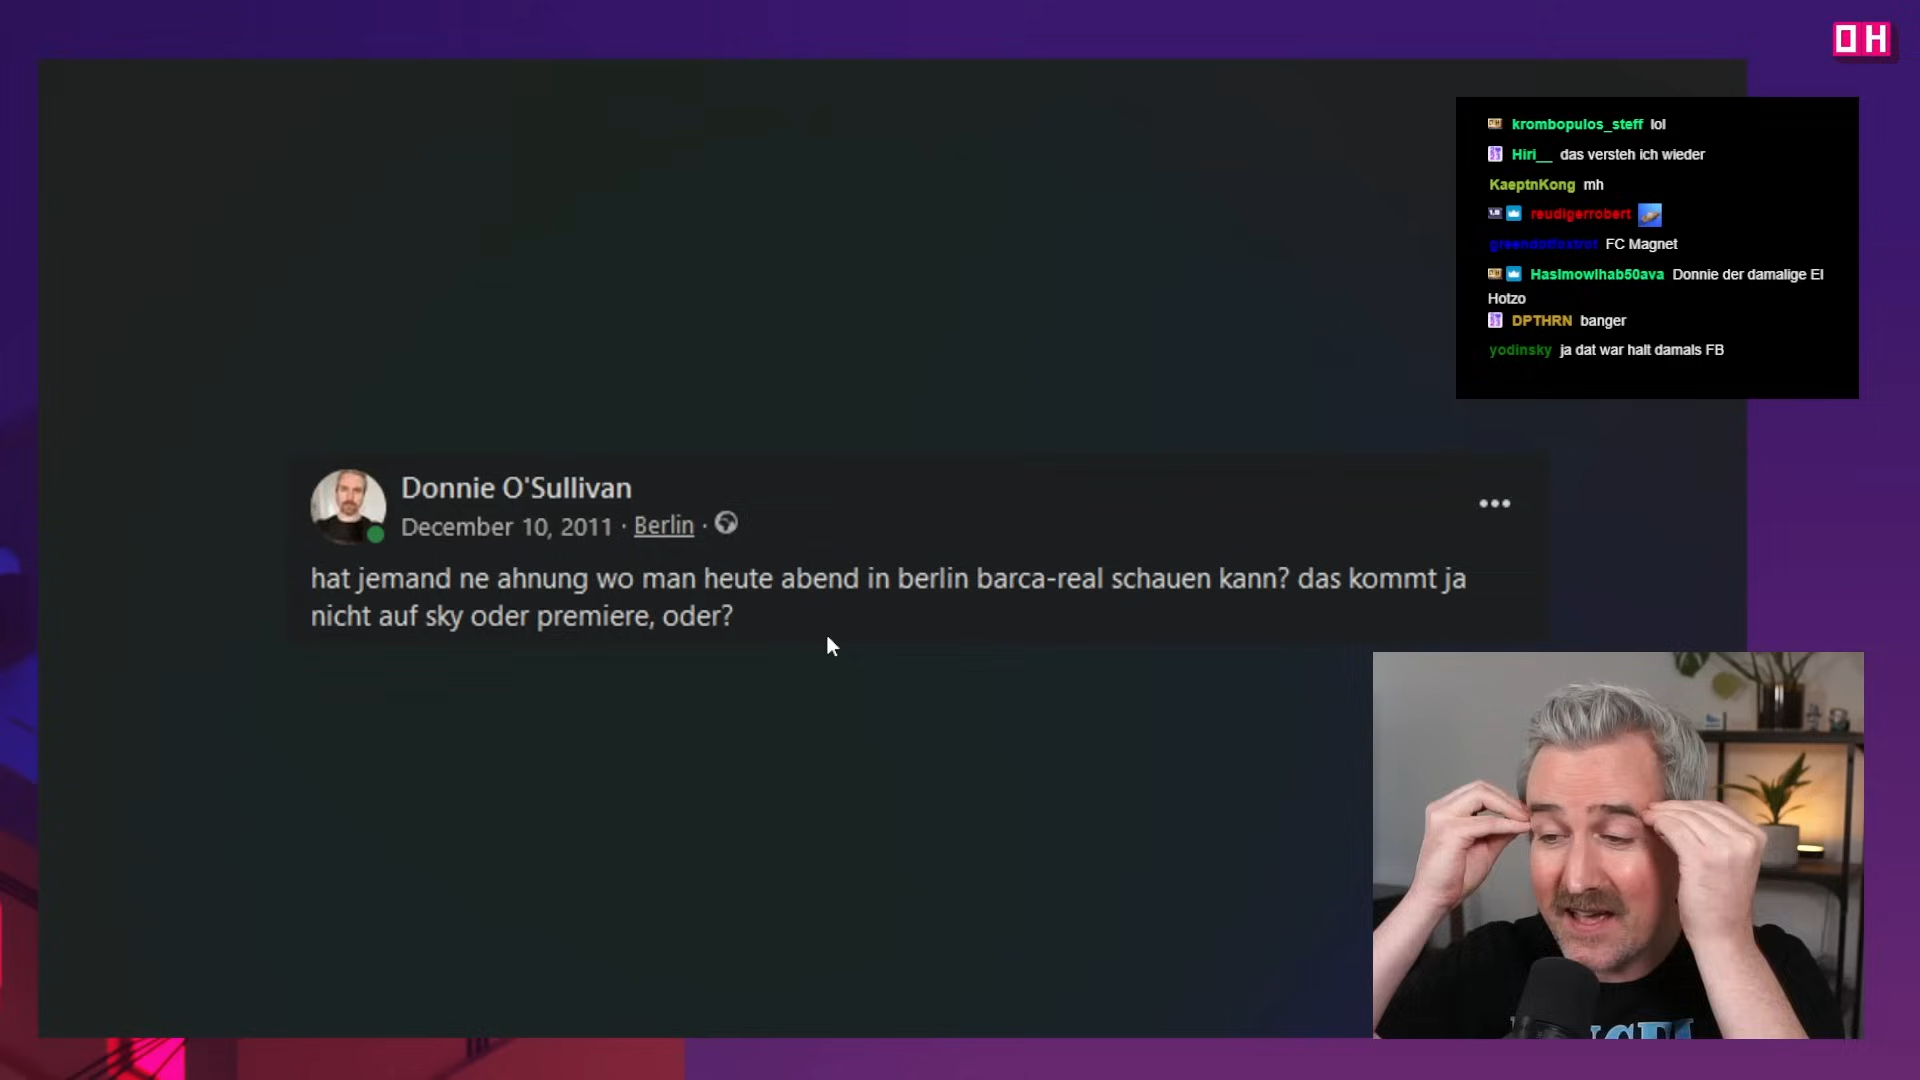 OH
krombopulos_steff lol
Hiri__ das versteh ich wieder
KaeptnKong mh
reudigerrobert
greendotfoxtrot FC Magnet
Haslmowlhab50ava Donnie der damalige El
Hotzo
DPTHRN banger
yodinsky ja dat war halt damals FB
Donnie O'Sullivan
December 10, 2011 · Berlin ·
hat jemand ne ahnung wo man heute abend in berlin barca-real schauen kann? das kommt ja
nicht auf sky oder premiere, oder?